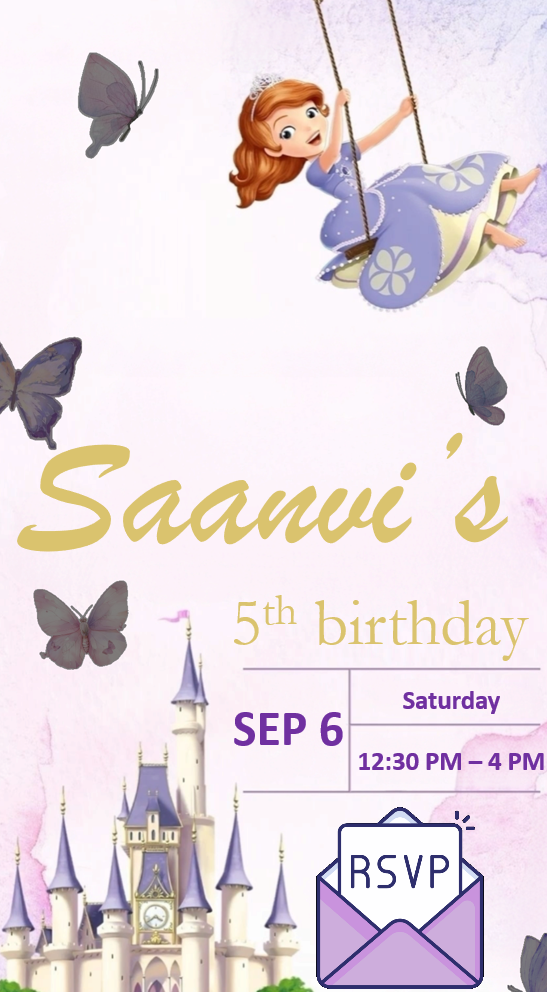 Saanvi's
5th birthday
SEP 6
Saturday
12:30 PM – 4 PM
RSVP